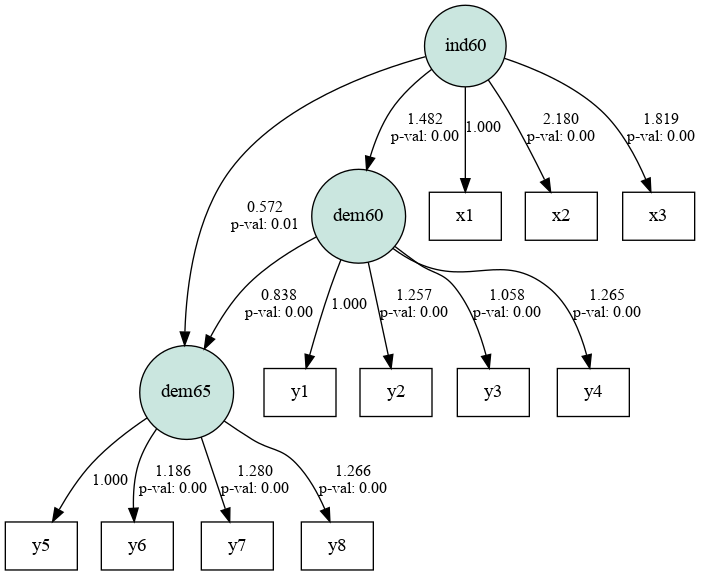 ind60
1.482
p-val: 0.00
1.000
2.180
p-val: 0.00
1.819
p-val: 0.00
0.572
p-val: 0.01
dem60
x1
x2
x3
0.838
p-val: 0.00
1.000
1.257
p-val: 0.00
1.058
p-val: 0.00
1.265
p-val: 0.00
dem65
y1
y2
y3
y4
1.000
1.186
p-val: 0.00
1.280
p-val: 0.00
1.266
p-val: 0.00
y5
y6
y7
y8